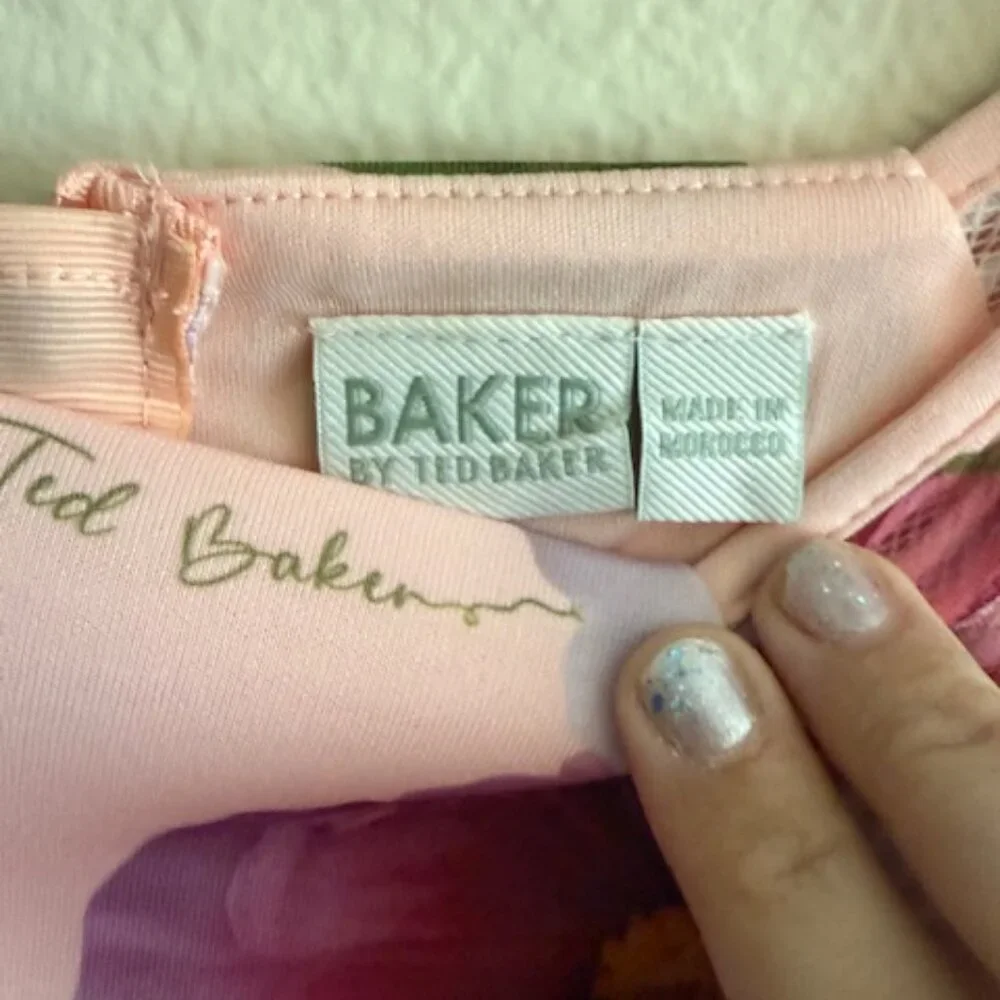 BAKER
BY TED BAKER
MADE IN
MOROCCO
Ted Baker